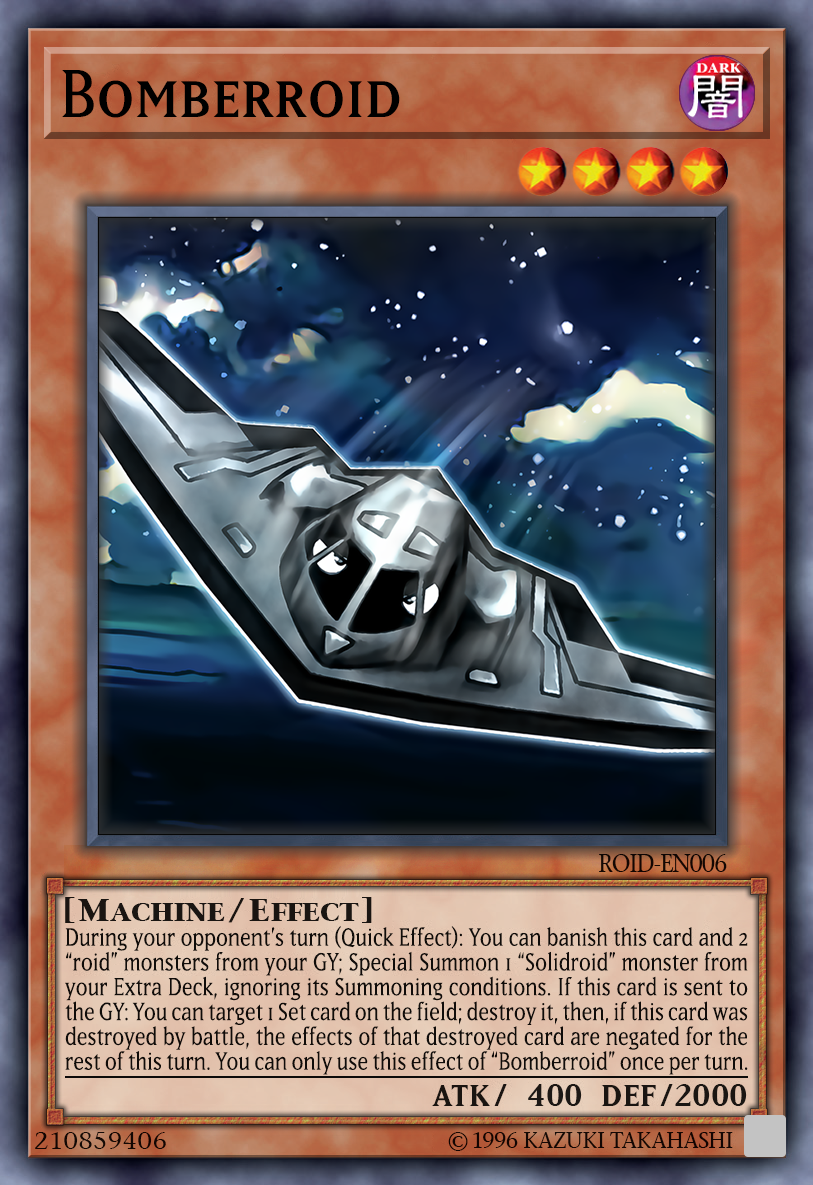 Bomberroid
DARK
闇
ROID-EN006
[Machine/Effect]
During your opponent's turn (Quick Effect): You can banish this card and 2
“roid” monsters from your GY; Special Summon 1 “Solidroid” monster from
your Extra Deck, ignoring its Summoning conditions. If this card is sent to
the GY: You can target 1 Set card on the field; destroy it, then, if this card was
destroyed by battle, the effects of that destroyed card are negated for the
rest of this turn. You can only use this effect of “Bomberroid” once per turn.
ATK/ 400 DEF/2000
210859406 © 1996 KAZUKI TAKAHASHI